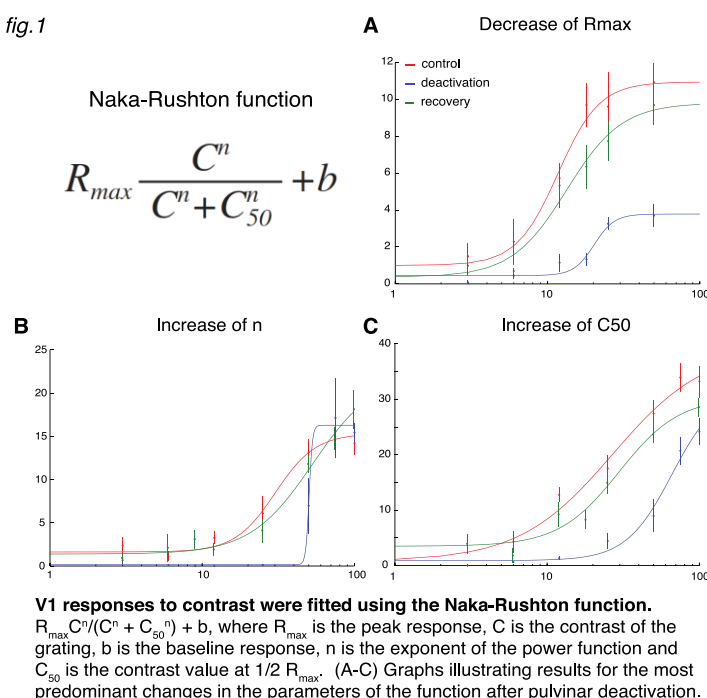 fig.1
Naka-Rushton function
R_max C^n / (C^n + C_50^n) + b
A
Decrease of Rmax
control
deactivation
recovery
12
10
8
6
4
2
0
1 10 100
B
Increase of n
25
20
15
10
5
0
1 10 100
C
Increase of C50
40
30
20
10
0
1 10 100
V1 responses to contrast were fitted using the Naka-Rushton function.
R_maxC^n/(C^n + C_50^n) + b, where R_max is the peak response, C is the contrast of the
grating, b is the baseline response, n is the exponent of the power function and
C_50 is the contrast value at 1/2 R_max. (A-C) Graphs illustrating results for the most
predominant changes in the parameters of the function after pulvinar deactivation.